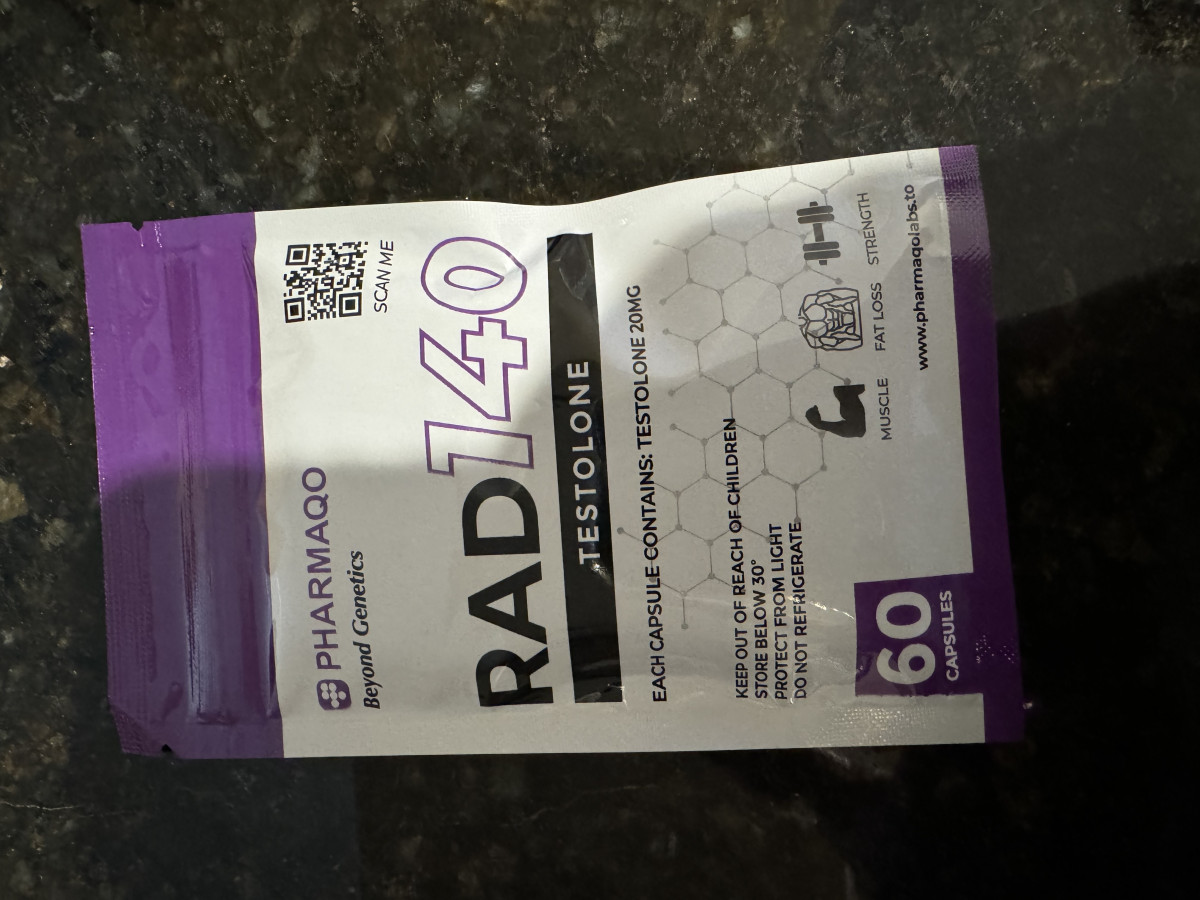 PHARMAQO
Beyond Genetics
SCAN ME
RAD140
TESTOLONE
EACH CAPSULE CONTAINS: TESTOLONE 20MG
KEEP OUT OF REACH OF CHILDREN
STORE BELOW 30°
PROTECT FROM LIGHT
DO NOT REFRIGERATE
60
CAPSULES
MUSCLE
FAT LOSS
STRENGTH
www.pharmaqolabs.to